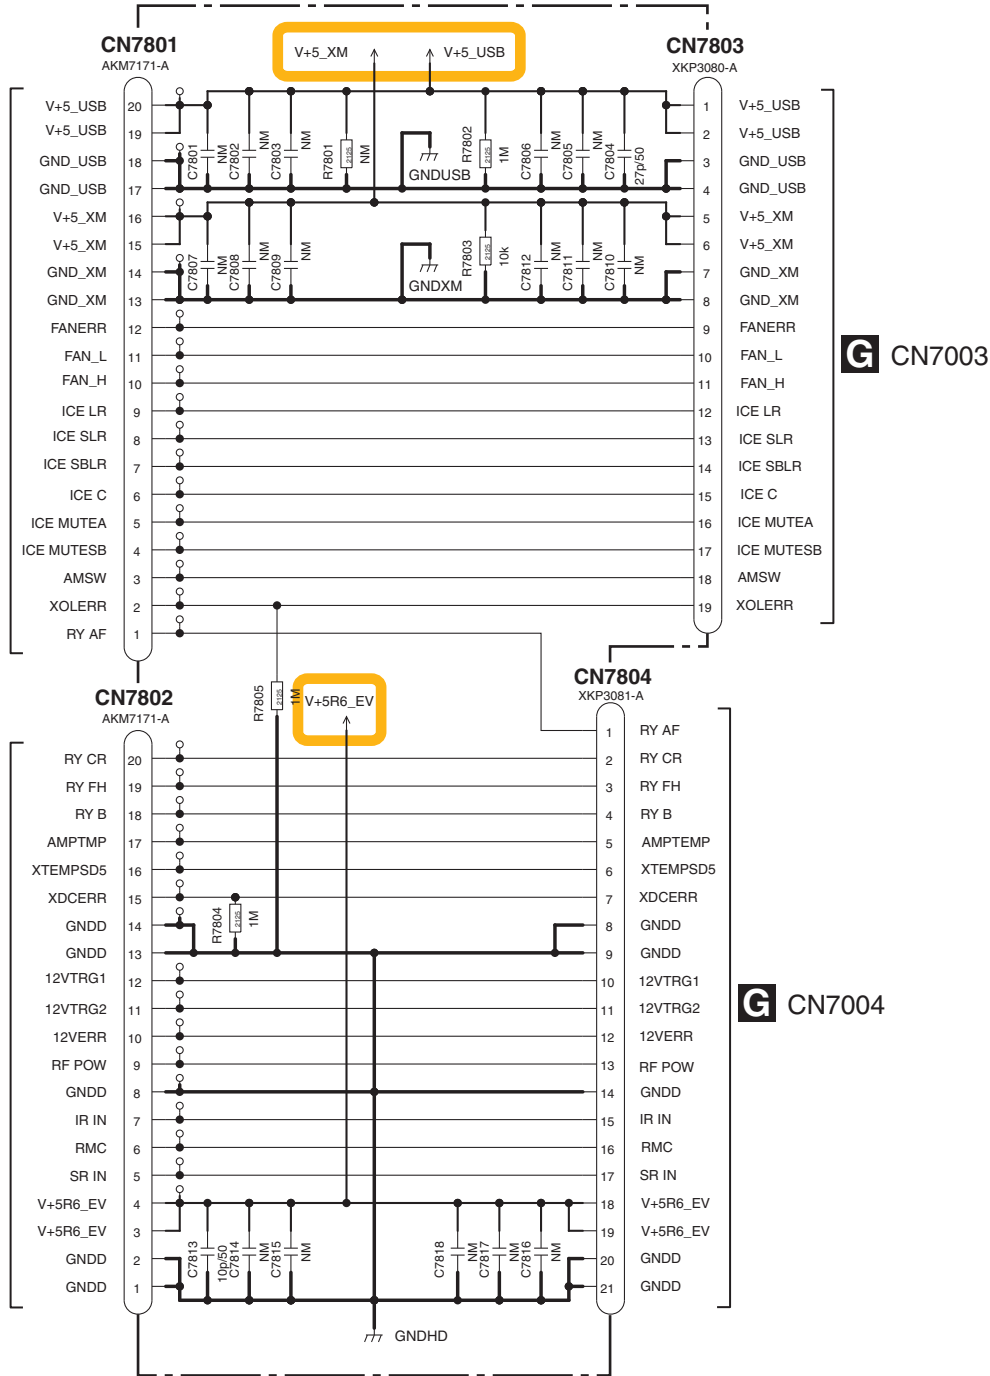 CN7801
AKM7171-A
V+5_XM
V+5_USB
CN7803
XKP3080-A
V+5_USB 20
V+5_USB 19
GND_USB 18
GND_USB 17
V+5_XM 16
V+5_XM 15
GND_XM 14
GND_XM 13
FANERR 12
FAN_L 11
FAN_H 10
ICE LR 9
ICE SLR 8
ICE SBLR 7
ICE C 6
ICE MUTEA 5
ICE MUTESB 4
AMSW 3
XOLERR 2
RY AF 1
C7801 NM
C7802 NM
C7803 NM
R7801 2125 NM
GNDUSB
R7802 2125 1M
C7806 NM
C7805 NM
C7804 27p/50
C7807 NM
C7808 NM
C7809 NM
GNDXM
R7803 2125 10k
C7812 NM
C7811 NM
C7810 NM
1 V+5_USB
2 V+5_USB
3 GND_USB
4 GND_USB
5 V+5_XM
6 V+5_XM
7 GND_XM
8 GND_XM
9 FANERR
10 FAN_L
11 FAN_H
12 ICE LR
13 ICE SLR
14 ICE SBLR
15 ICE C
16 ICE MUTEA
17 ICE MUTESB
18 AMSW
19 XOLERR
G CN7003
CN7802
AKM7171-A
R7805 2125 1M
V+5R6_EV
CN7804
XKP3081-A
RY CR 20
RY FH 19
RY B 18
AMPTMP 17
XTEMPSD5 16
XDCERR 15
GNDD 14
GNDD 13
12VTRG1 12
12VTRG2 11
12VERR 10
RF POW 9
GNDD 8
IR IN 7
RMC 6
SR IN 5
V+5R6_EV 4
V+5R6_EV 3
GNDD 2
GNDD 1
R7804 2125 1M
C7813 10p/50
C7814 NM
C7815 NM
C7818 NM
C7817 NM
C7816 NM
GNDHD
1 RY AF
2 RY CR
3 RY FH
4 RY B
5 AMPTEMP
6 XTEMPSD5
7 XDCERR
8 GNDD
9 GNDD
10 12VTRG1
11 12VTRG2
12 12VERR
13 RF POW
14 GNDD
15 IR IN
16 RMC
17 SR IN
18 V+5R6_EV
19 V+5R6_EV
20 GNDD
21 GNDD
G CN7004